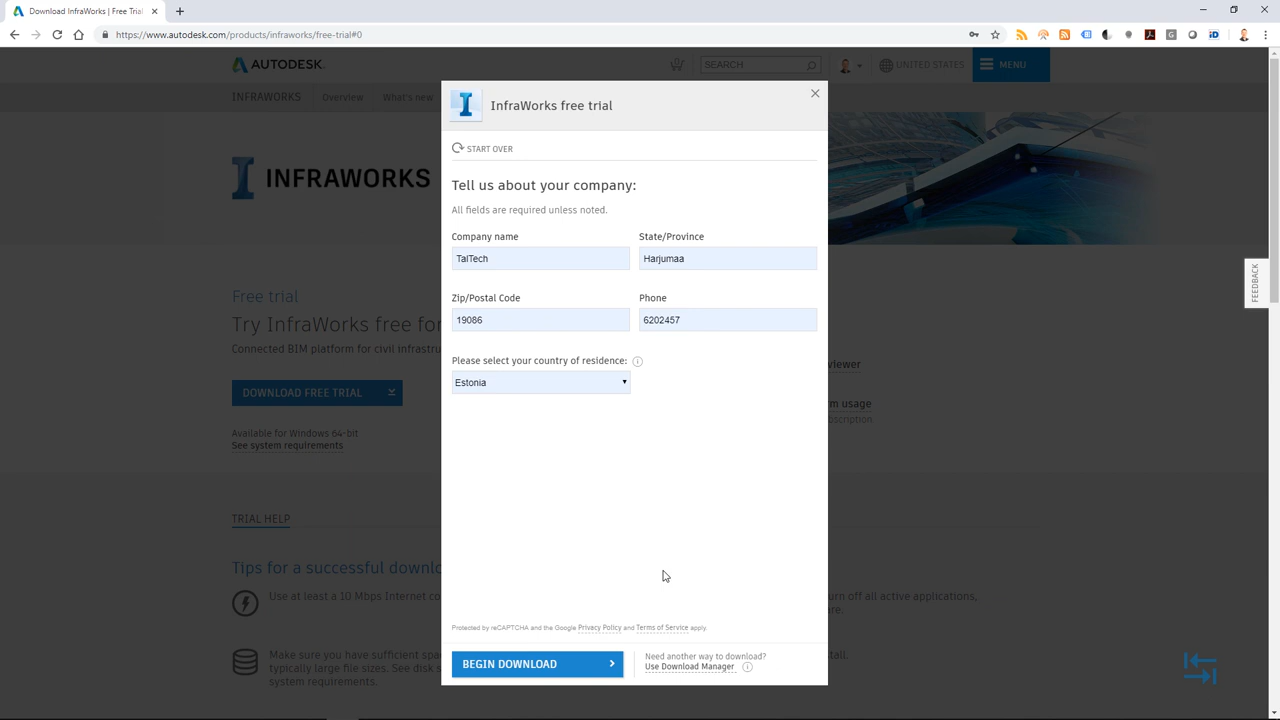 Download InfraWorks | Free Tria
https://www.autodesk.com/products/infraworks/free-trial#0
AUTODESK.
SEARCH
UNITED STATES
MENU
INFRAWORKS
Overview
What's new
InfraWorks free trial
START OVER
INFRAWORKS
Tell us about your company:
All fields are required unless noted.
Company name
State/Province
TalTech
Harjumaa
Zip/Postal Code
Phone
19086
6202457
Please select your country of residence:
Estonia
FEEDBACK
Free trial
Try InfraWorks free for
Connected BIM platform for civil infrastru
viewer
DOWNLOAD FREE TRIAL
rm usage
bscription
Available for Windows 64-bit
See system requirements
TRIAL HELP
Tips for a successful downlo
Use at least a 10 Mbps Internet co
urn off all active applications,
re.
Protected by reCAPTCHA and the Google Privacy Policy and Terms of Service apply.
Make sure you have sufficient spa
typically large file sizes. See disk s
system requirements.
tall.
BEGIN DOWNLOAD
Need another way to download?
Use Download Manager